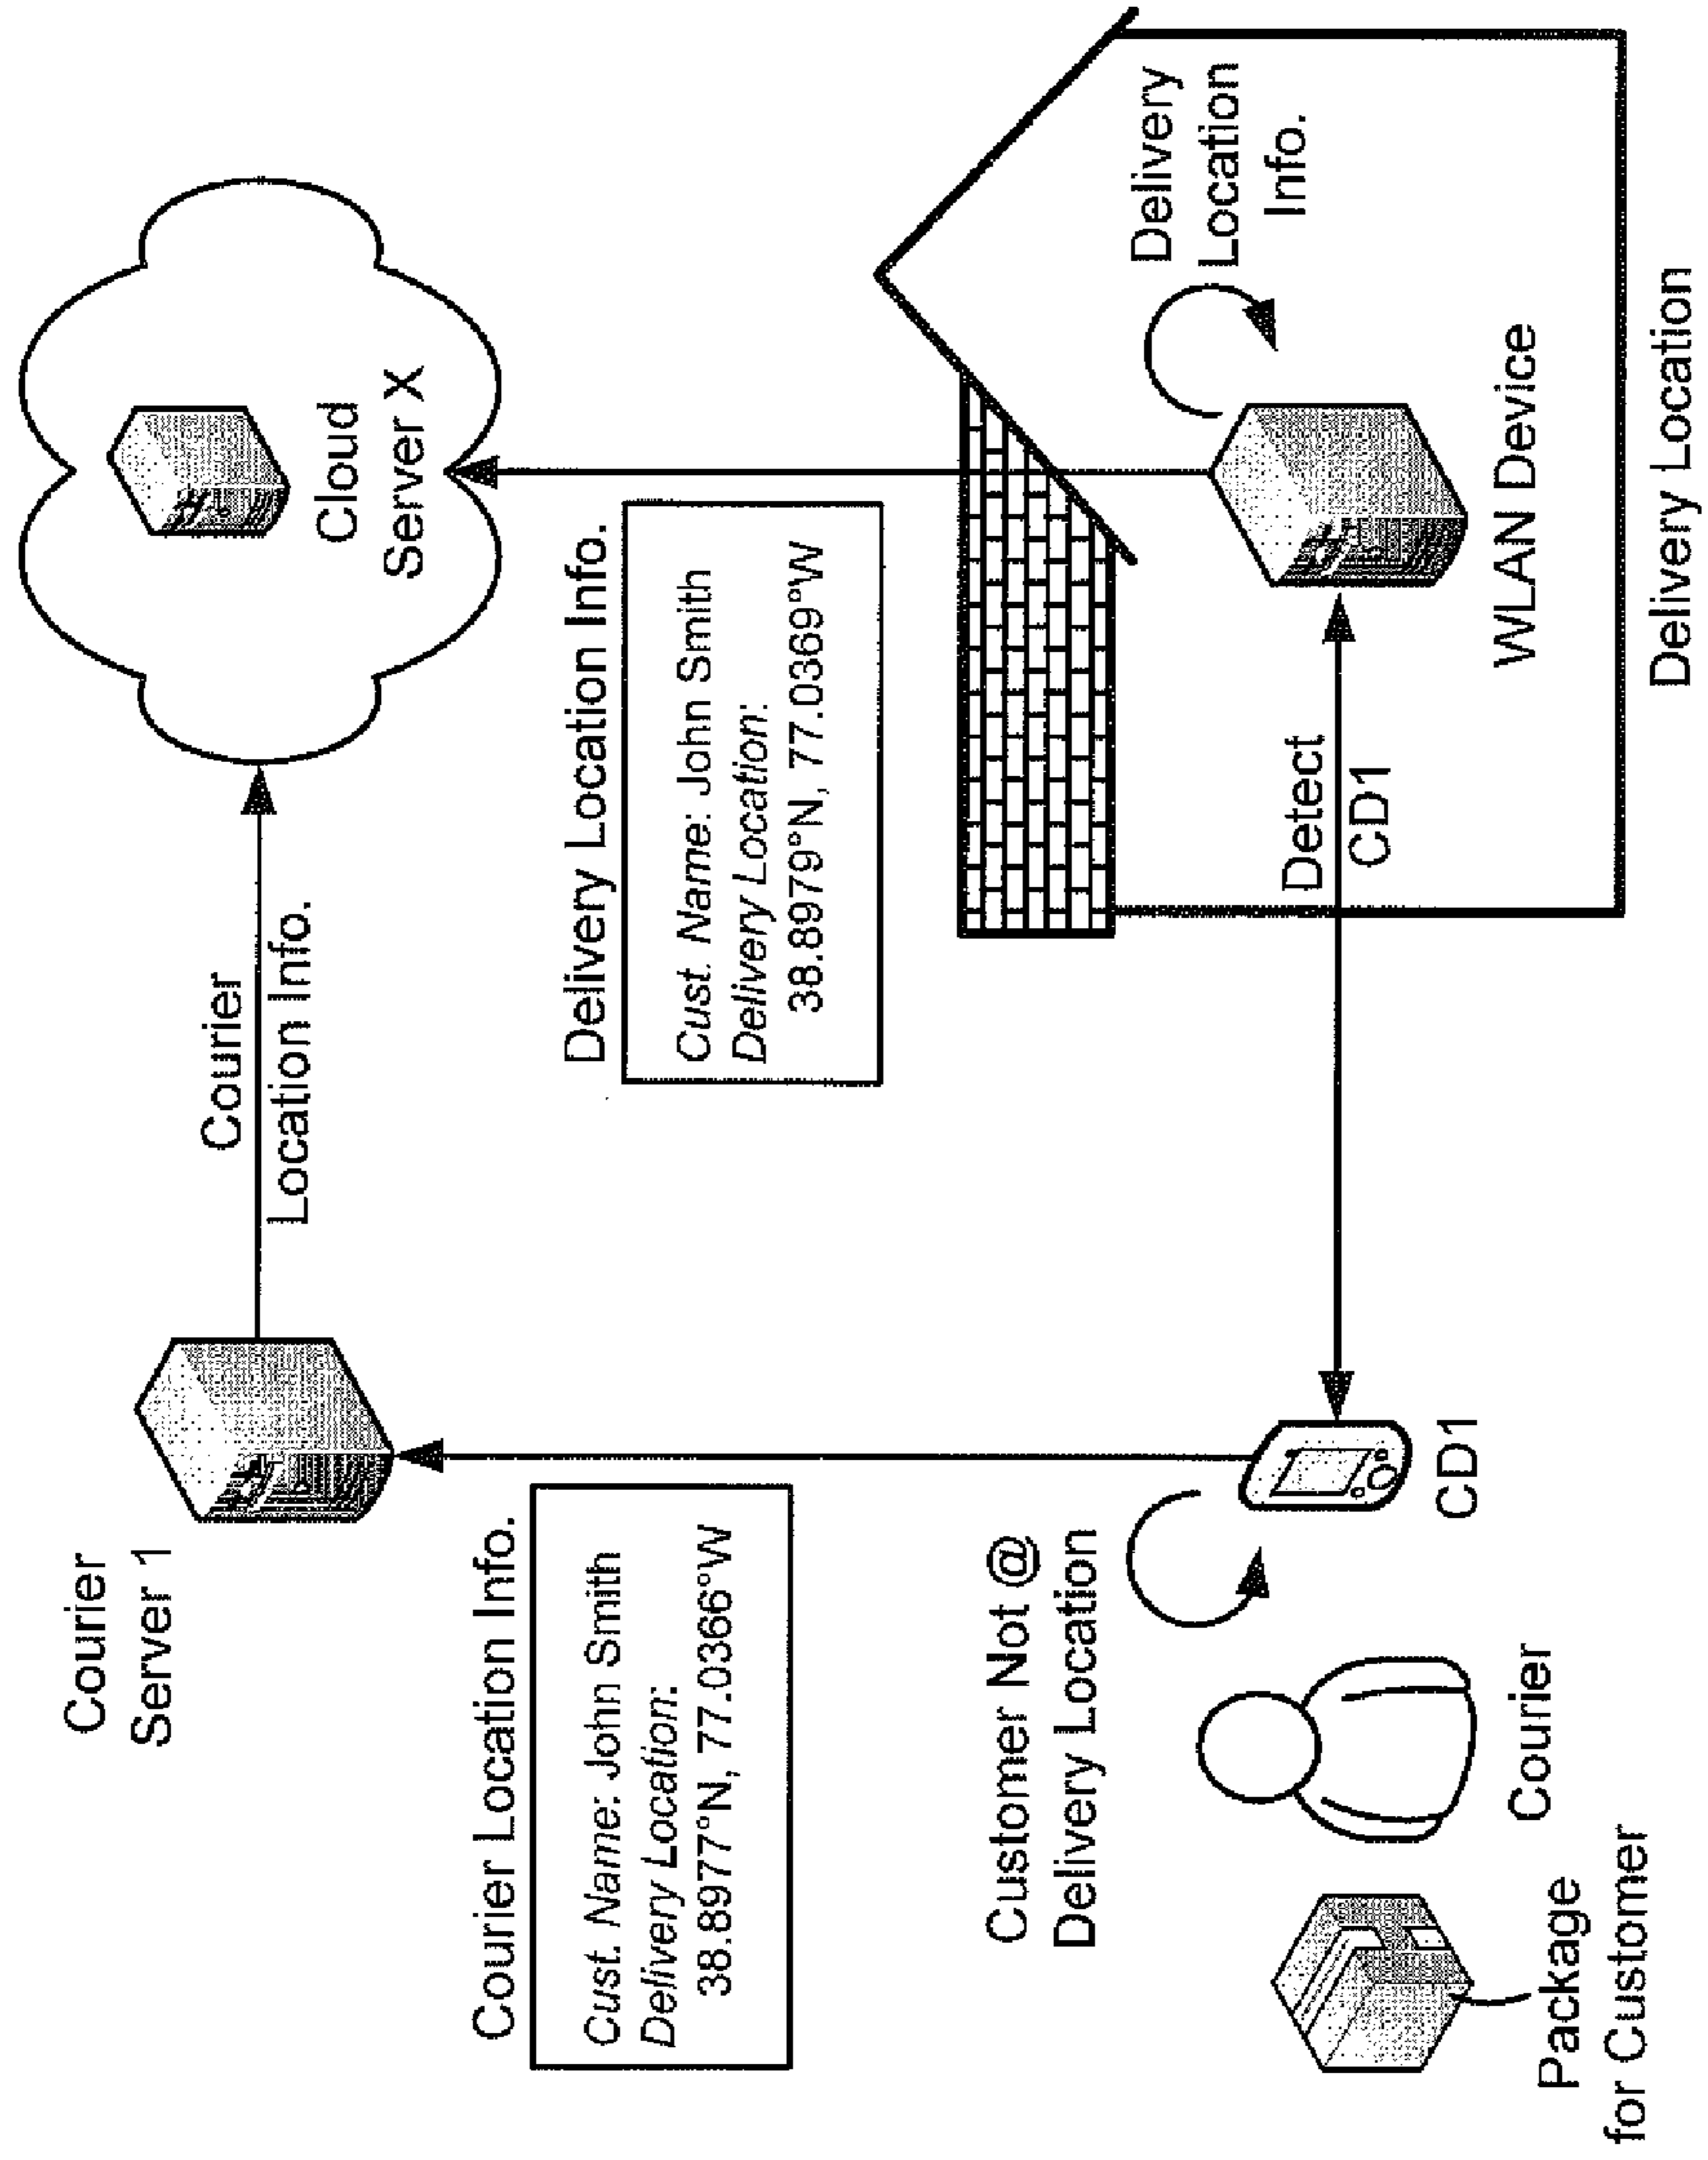 Courier
Server 1
Courier
Location Info.
Cloud
Server X
Courier Location Info.
Cust. Name: John Smith
Delivery Location:
38.8977°N, 77.0366°W
Delivery Location Info.
Cust. Name: John Smith
Delivery Location:
38.8979°N, 77.0369°W
Customer Not @
Delivery Location
Delivery
Location
Info.
Detect
CD1
CD1
WLAN Device
Courier
Package
for Customer
Delivery Location